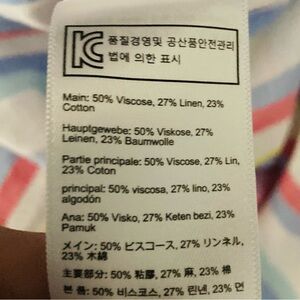 KC 품질경영및 공산품안전관리
법에 의한 표시
Main: 50% Viscose, 27% Linen, 23%
Cotton
Hauptgewebe: 50% Viskose, 27%
Leinen, 23% Baumwolle
Partie principale: 50% Viscose, 27% Lin,
23% Coton
principal: 50% viscosa, 27% lino, 23%
algodón
Ana: 50% Visko, 27% Keten bezi, 23%
Pamuk
メイン: 50% ビスコース, 27% リンネル,
23% 木綿
主要部分: 50% 粘膠, 27% 麻, 23% 棉
본 품: 50% 비스코스, 27% 린넨, 23% 면